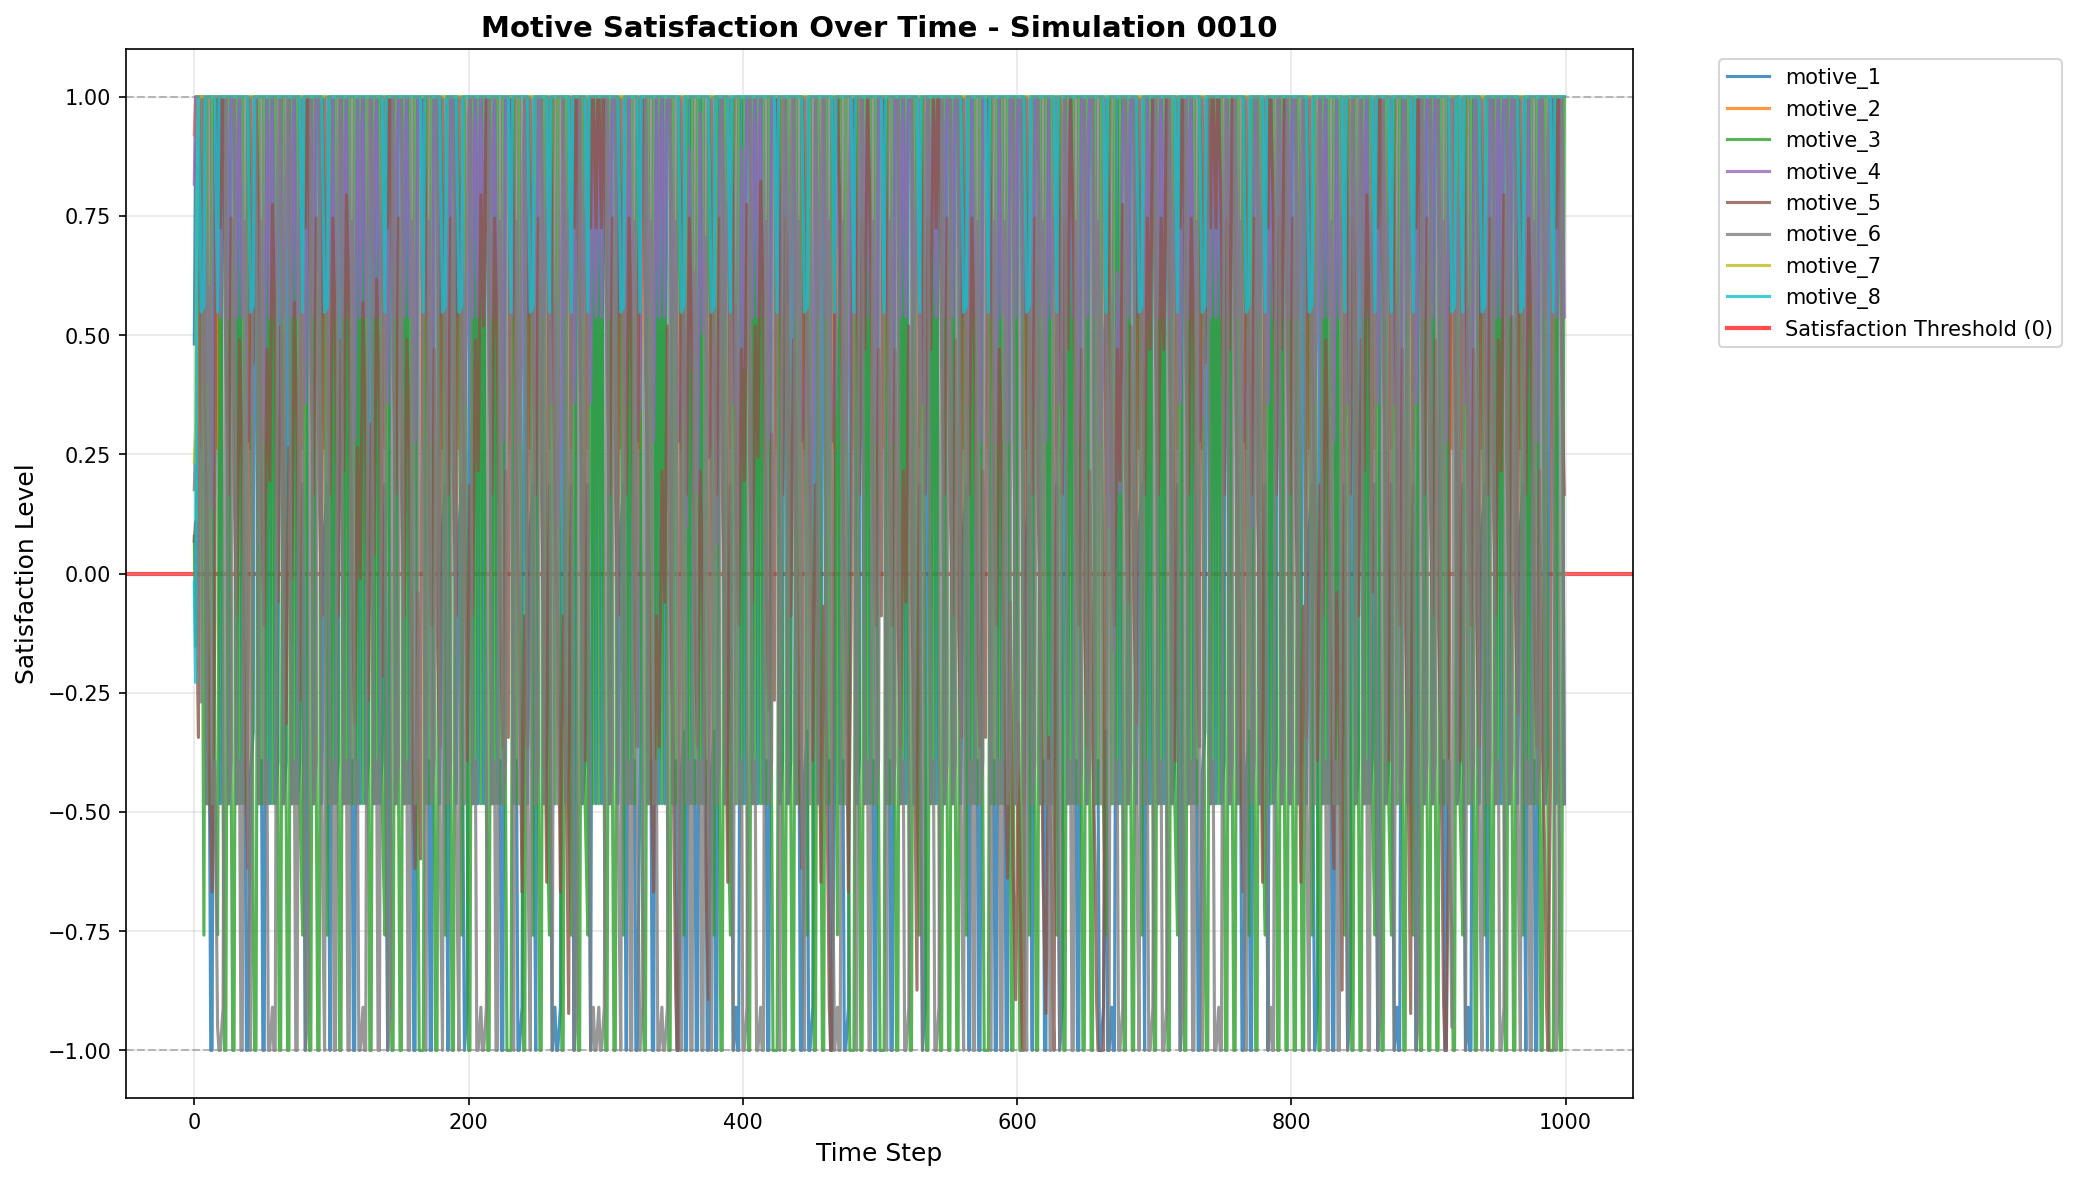 Motive Satisfaction Over Time - Simulation 0010
1.00
0.75
0.50
0.25
0.00
−0.25
−0.50
−0.75
−1.00
Satisfaction Level
0
200
400
600
800
1000
Time Step
motive_1
motive_2
motive_3
motive_4
motive_5
motive_6
motive_7
motive_8
Satisfaction Threshold (0)